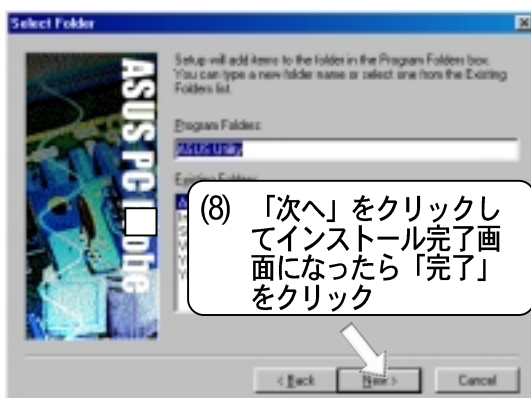 Select Folder
Setup will add items to the folder in the Program Folders box.
You can type a new folder name or select one from the Existing
Folders list.
Program Folders:
ASUS Utility
ASUS PC
(8) 「次へ」をクリックし
てインストール完了画
面になったら「完了」
をクリック
< Back
Next >
Cancel